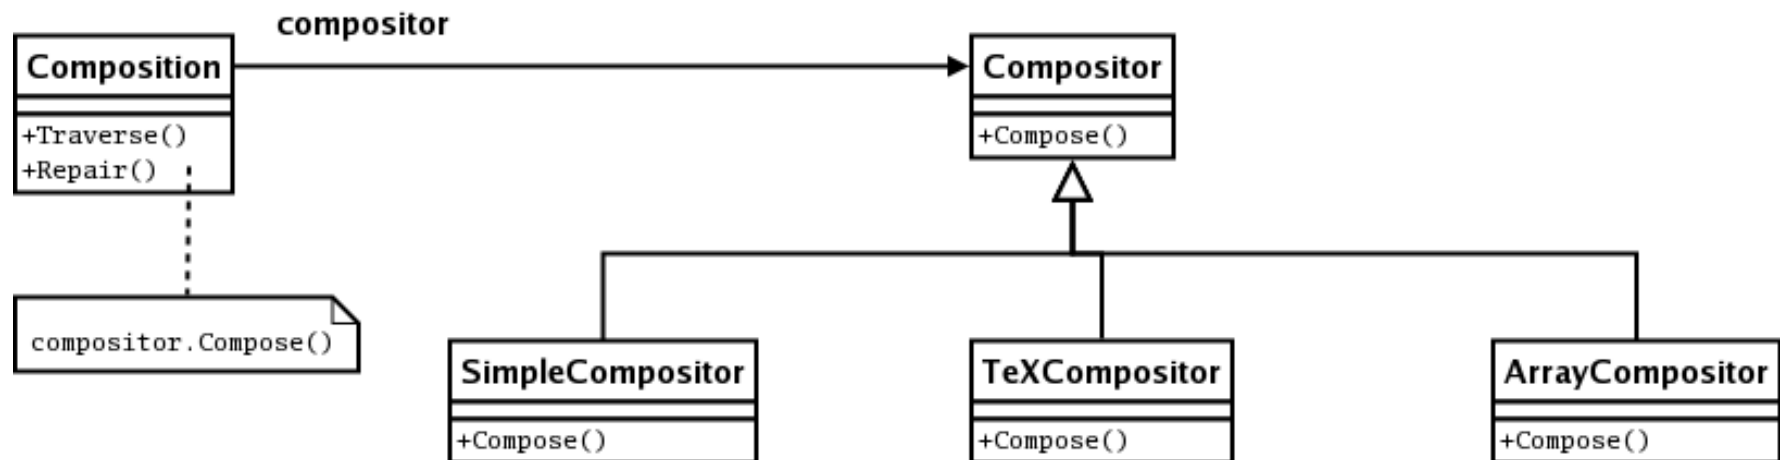 compositor
Composition
+Traverse()
+Repair()
compositor.Compose()
Compositor
+Compose()
SimpleCompositor
+Compose()
TeXCompositor
+Compose()
ArrayCompositor
+Compose()